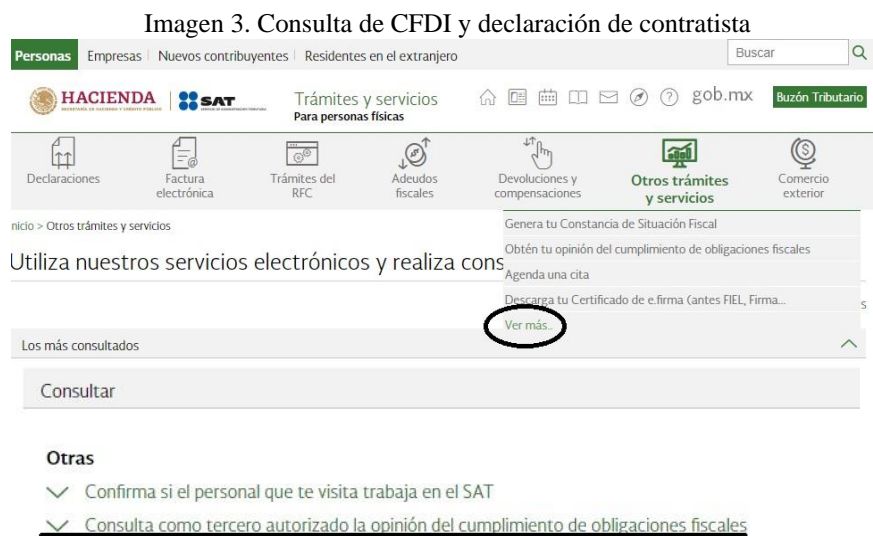 Imagen 3. Consulta de CFDI y declaración de contratista
Personas Empresas Nuevos contribuyentes Residentes en el extranjero Buscar
HACIENDA SAT Trámites y servicios gob.mx Buzón Tributario
Para personas físicas
Declaraciones Factura electrónica Trámites del RFC Adeudos fiscales Devoluciones y compensaciones Otros trámites y servicios Comercio exterior
nicio > Otros trámites y servicios
Genera tu Constancia de Situación Fiscal
Utiliza nuestros servicios electrónicos y realiza cons
Obtén tu opinión del cumplimiento de obligaciones fiscales
Agenda una cita
Descarga tu Certificado de e.firma (antes FIEL, Firma...
s
Ver más..
Los más consultados
Consultar
Otras
Confirma si el personal que te visita trabaja en el SAT
Consulta como tercero autorizado la opinión del cumplimiento de obligaciones fiscales